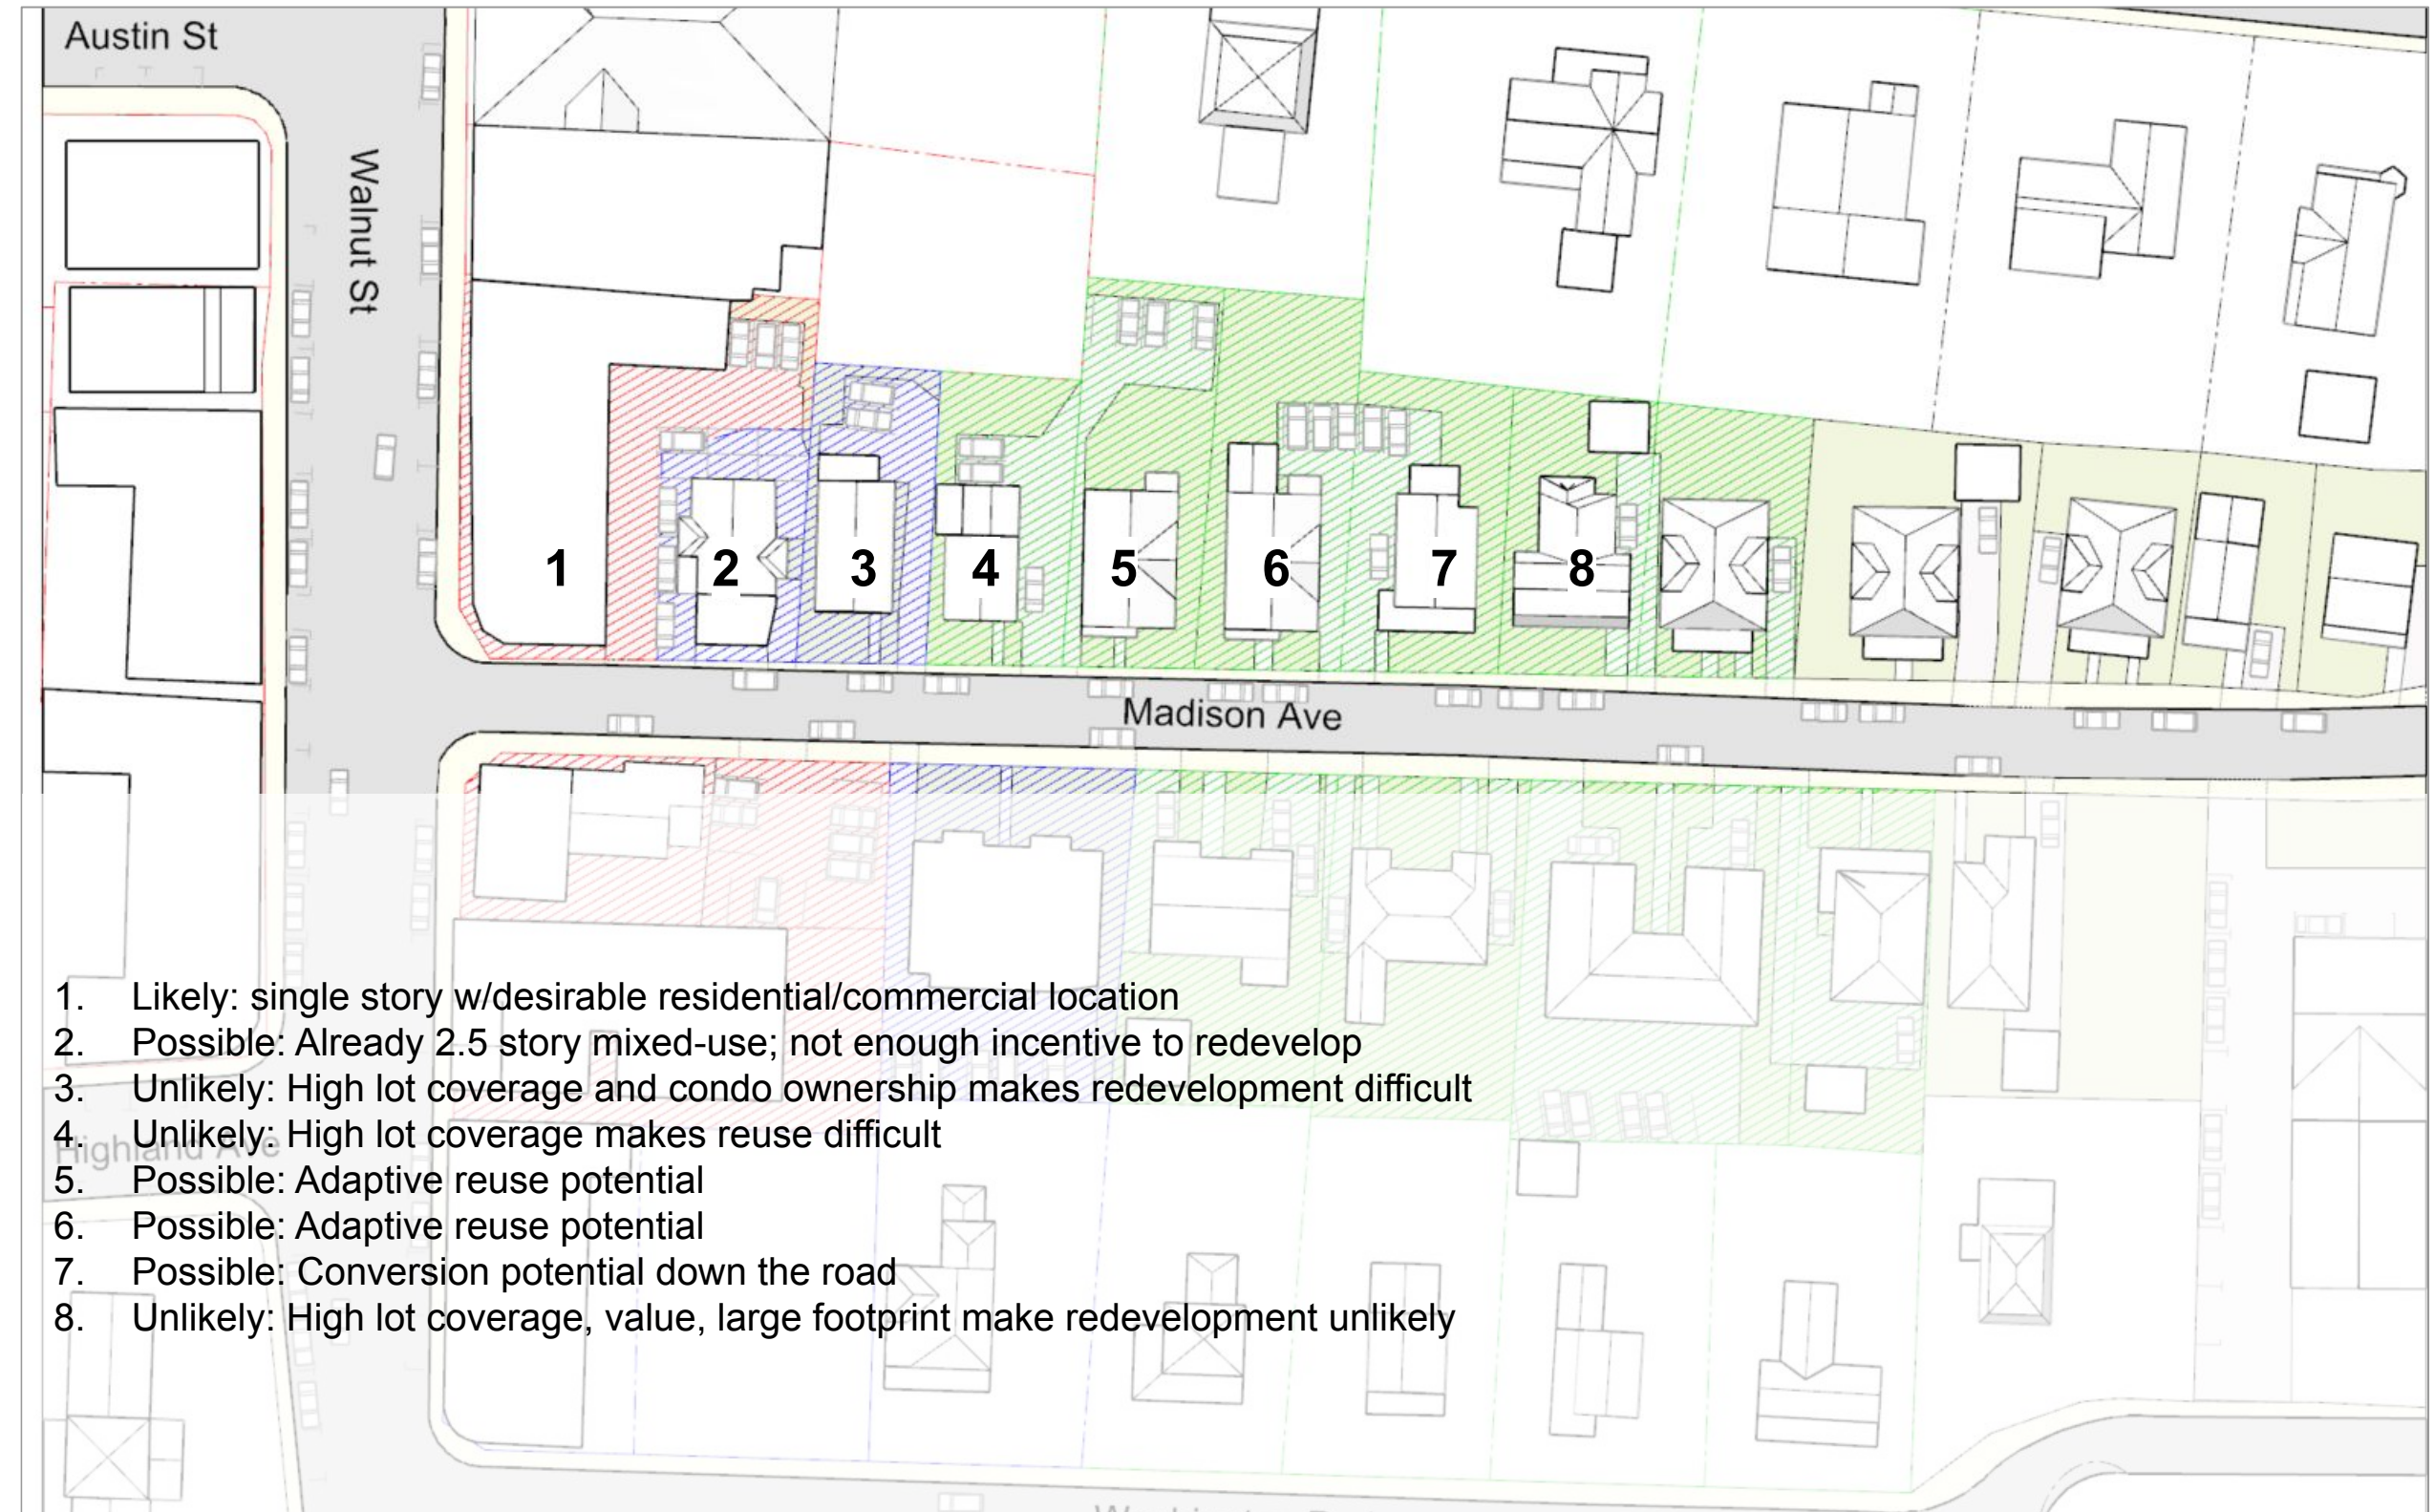 Austin St
Walnut St
1 2 3 4 5 6 7 8
Madison Ave
1. Likely: single story w/desirable residential/commercial location
2. Possible: Already 2.5 story mixed-use; not enough incentive to redevelop
3. Unlikely: High lot coverage and condo ownership makes redevelopment difficult
4. Unlikely: High lot coverage makes reuse difficult
Highland Ave
5. Possible: Adaptive reuse potential
6. Possible: Adaptive reuse potential
7. Possible: Conversion potential down the road
8. Unlikely: High lot coverage, value, large footprint make redevelopment unlikely